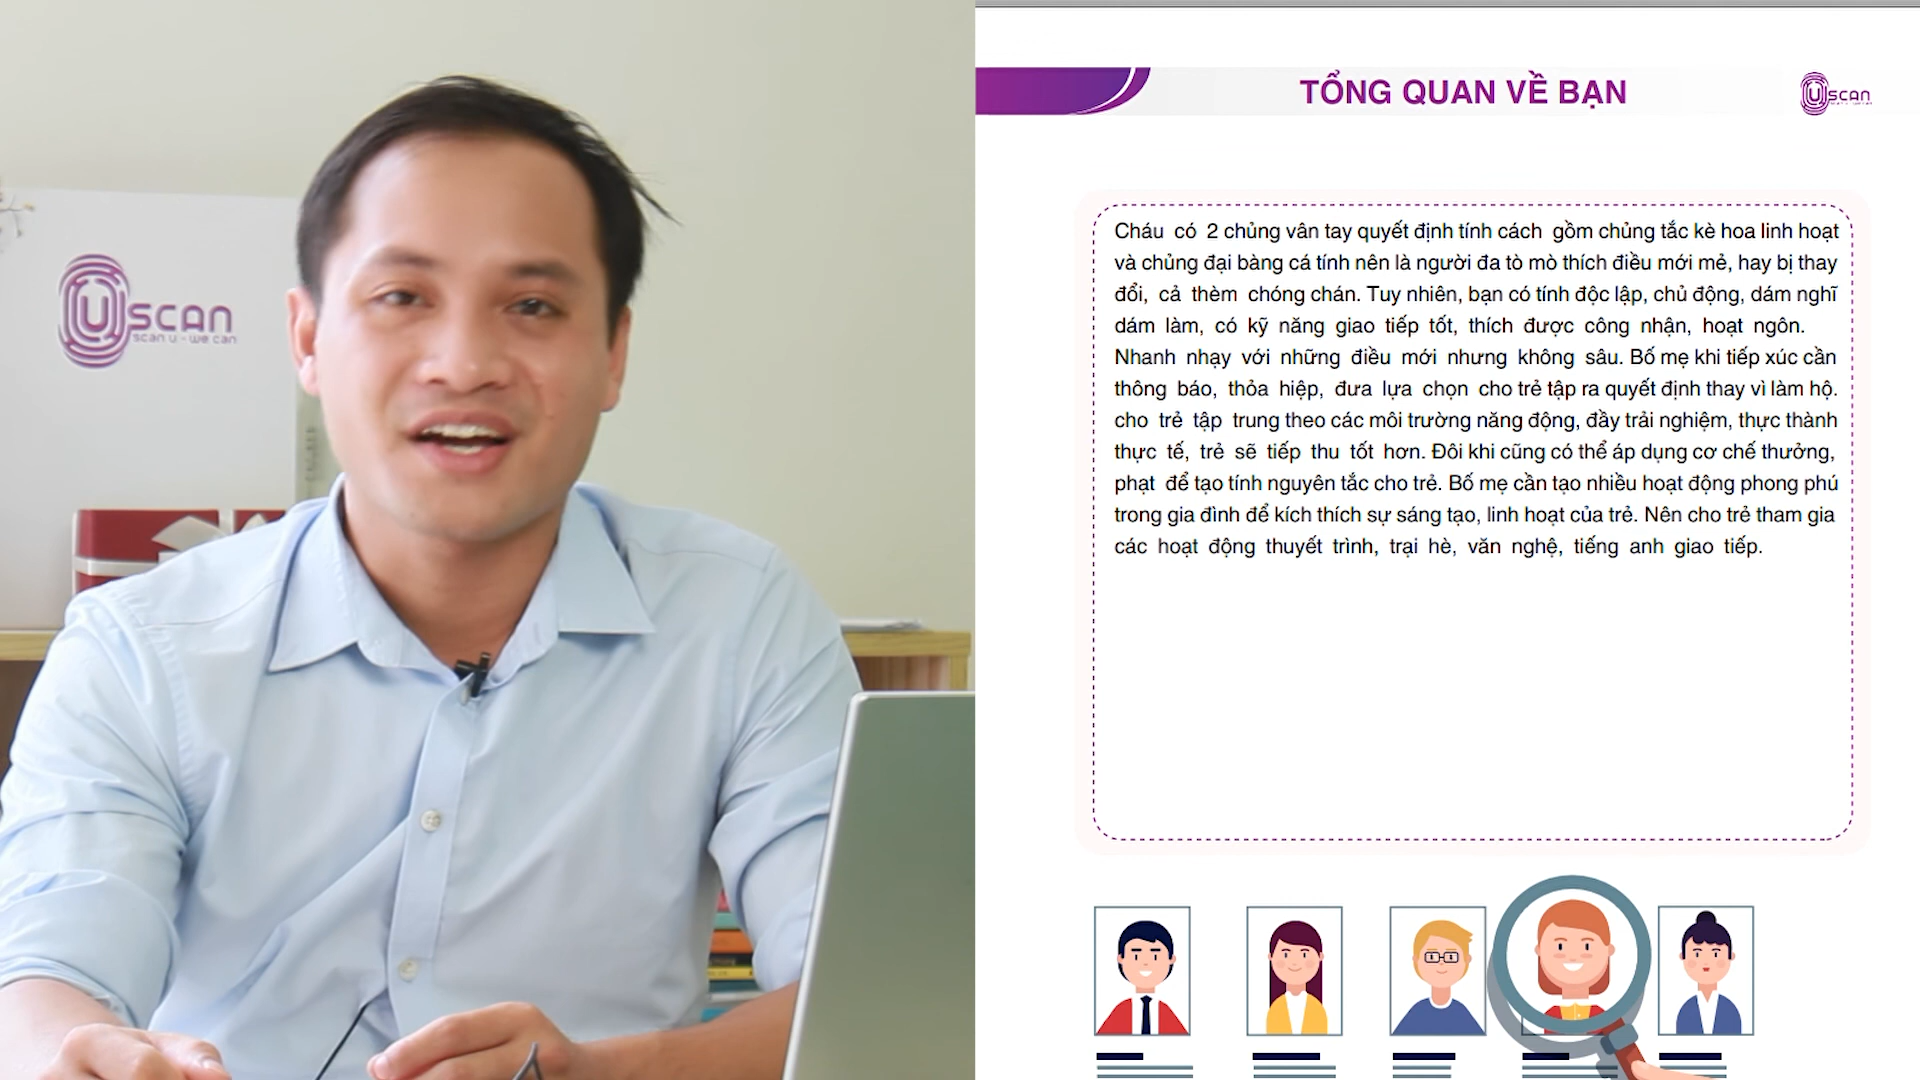 TỔNG QUAN VỀ BẠN
USCAN
USCAN
scan u - we can
Cháu có 2 chủng vân tay quyết định tính cách gồm chủng tắc kè hoa linh hoạt
và chủng đại bàng cá tính nên là người đa tò mò thích điều mới mẻ, hay bị thay
đổi, cả thèm chóng chán. Tuy nhiên, bạn có tính độc lập, chủ động, dám nghĩ
dám làm, có kỹ năng giao tiếp tốt, thích được công nhận, hoạt ngôn.
Nhanh nhạy với những điều mới nhưng không sâu. Bố mẹ khi tiếp xúc cần
thông báo, thỏa hiệp, đưa lựa chọn cho trẻ tập ra quyết định thay vì làm hộ.
cho trẻ tập trung theo các môi trường năng động, đầy trải nghiệm, thực thành
thực tế, trẻ sẽ tiếp thu tốt hơn. Đôi khi cũng có thể áp dụng cơ chế thưởng,
phạt để tạo tính nguyên tắc cho trẻ. Bố mẹ cần tạo nhiều hoạt động phong phú
trong gia đình để kích thích sự sáng tạo, linh hoạt của trẻ. Nên cho trẻ tham gia
các hoạt động thuyết trình, trại hè, văn nghệ, tiếng anh giao tiếp.